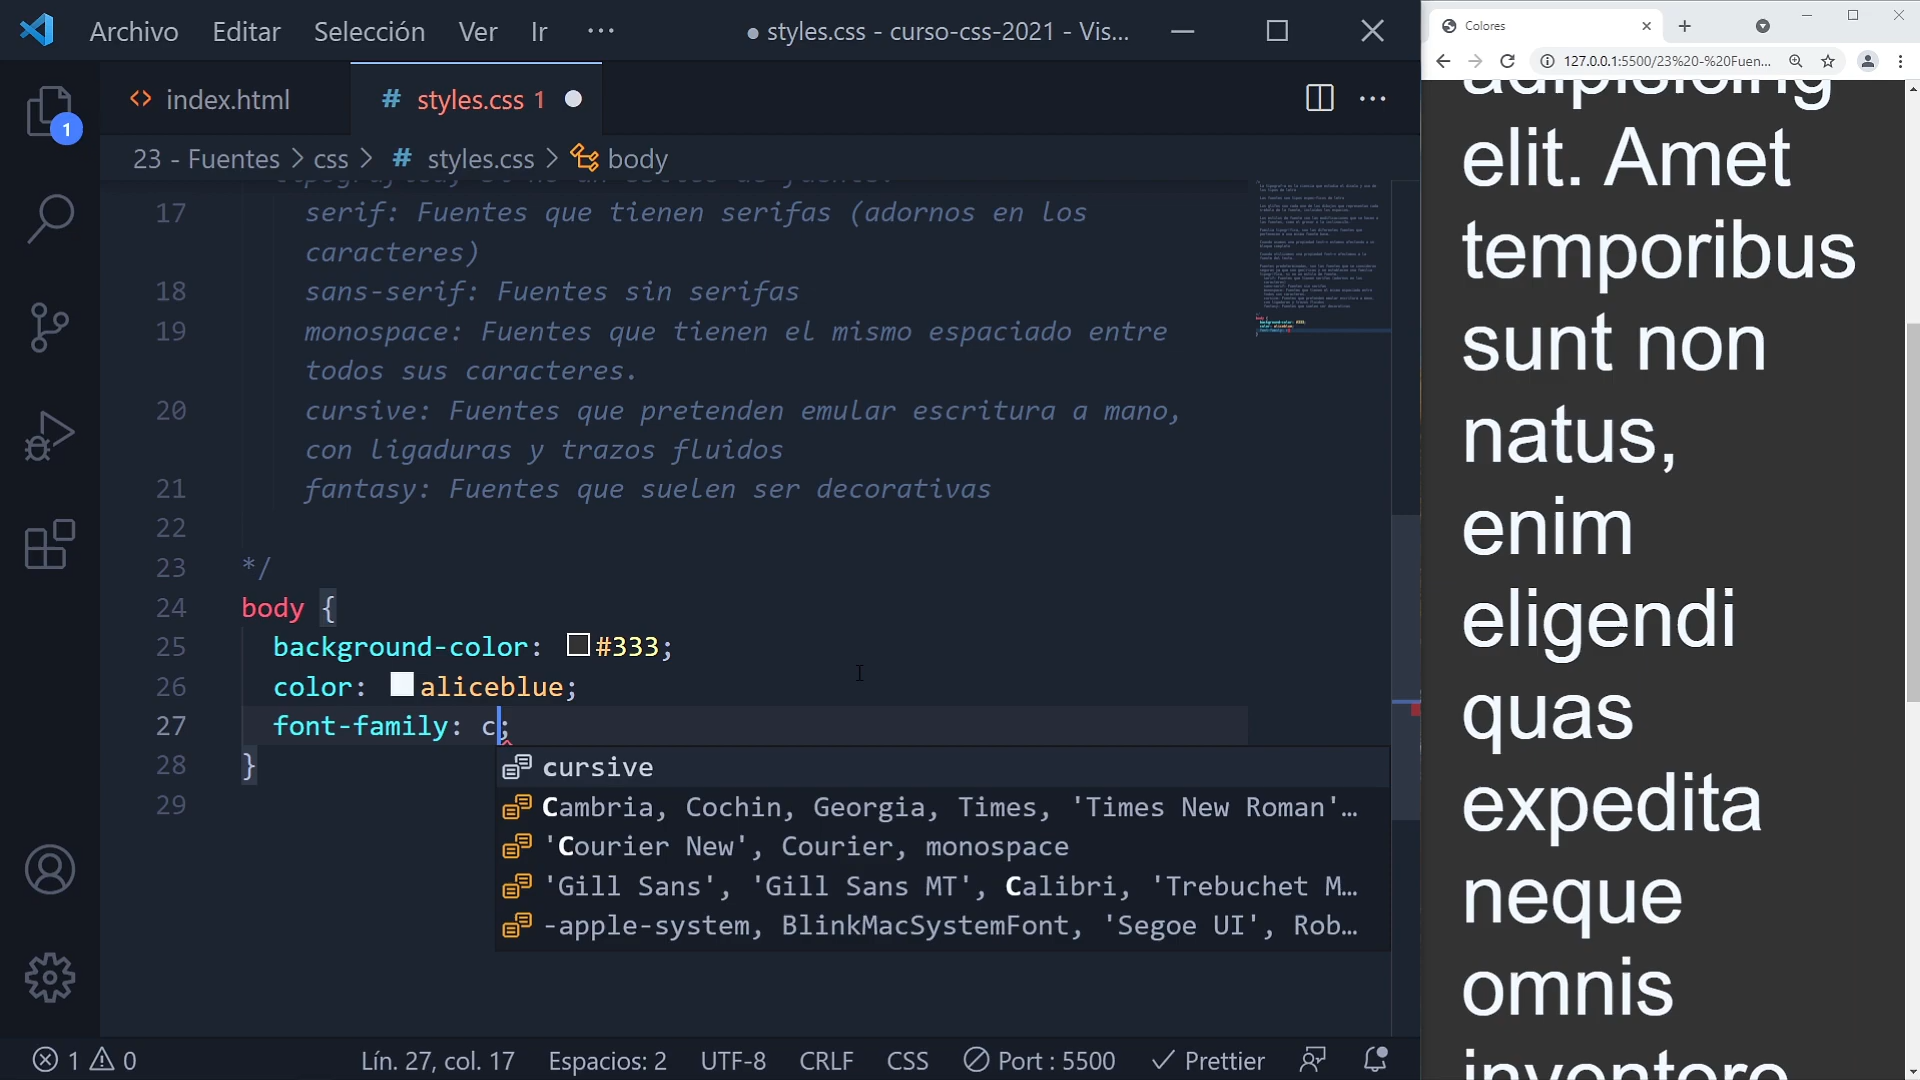 Archivo Editar Selección Ver Ir ··· ● styles.css - curso-css-2021 - Vis...
index.html # styles.css 1
23 - Fuentes > css > # styles.css > body
17 serif: Fuentes que tienen serifas (adornos en los
caracteres)
18 sans-serif: Fuentes sin serifas
19 monospace: Fuentes que tienen el mismo espaciado entre
todos sus caracteres.
20 cursive: Fuentes que pretenden emular escritura a mano,
con ligaduras y trazos fluidos
21 fantasy: Fuentes que suelen ser decorativas
22
23 */
24 body {
25 background-color: #333;
26 color: aliceblue;
27 font-family: c;
28 }
29
cursive
Cambria, Cochin, Georgia, Times, 'Times New Roman'...
'Courier New', Courier, monospace
'Gill Sans', 'Gill Sans MT', Calibri, 'Trebuchet M...
-apple-system, BlinkMacSystemFont, 'Segoe UI', Rob...
1
1 0 Lín. 27, col. 17 Espacios: 2 UTF-8 CRLF CSS Port : 5500 Prettier
Colores
127.0.0.1:5500/23%20-%20Fuen...
adipisicing
elit. Amet
temporibus
sunt non
natus,
enim
eligendi
quas
expedita
neque
omnis
inventore